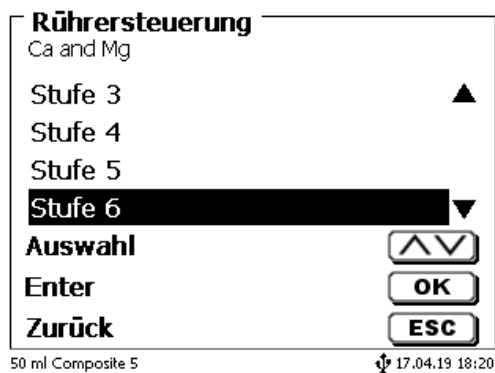 Rührersteuerung
Ca and Mg
Stufe 3
Stufe 4
Stufe 5
Stufe 6
Auswahl
Enter OK
Zurück ESC
50 ml Composite 5 17.04.19 18:20